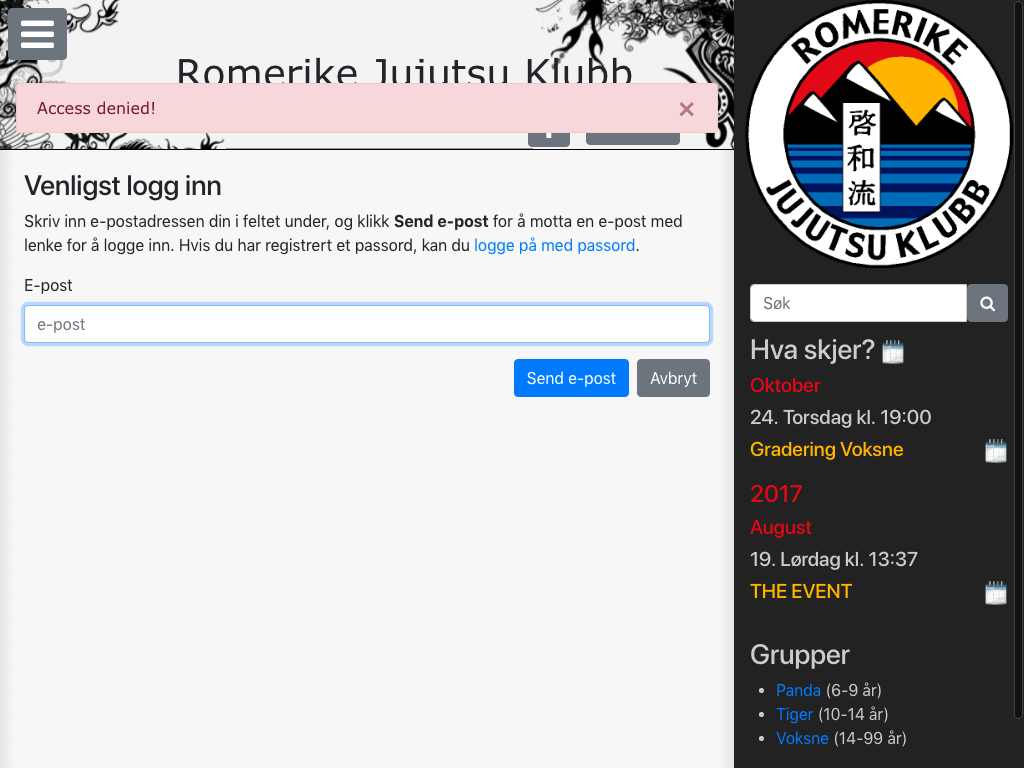 Romerike Jujutsu Klubb
Access denied!
×
Venligst logg inn
Skriv inn e-postadressen din i feltet under, og klikk Send e-post for å motta en e-post med
lenke for å logge inn. Hvis du har registrert et passord, kan du logge på med passord.
E-post
e-post
Send e-post
Avbryt
ROMERIKE
啓
和
流
JUJUTSU KLUBB
Søk
Hva skjer?
Oktober
24. Torsdag kl. 19:00
Gradering Voksne
2017
August
19. Lørdag kl. 13:37
THE EVENT
Grupper
Panda (6-9 år)
Tiger (10-14 år)
Voksne (14-99 år)